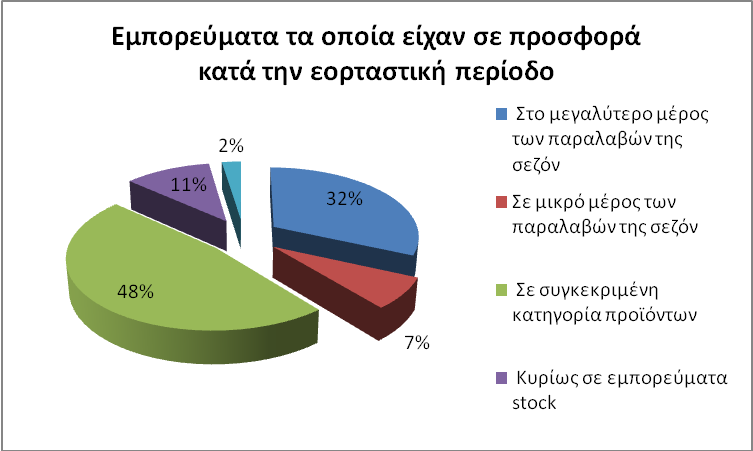 Εμπορεύματα τα οποία είχαν σε προσφορά
κατά την εορταστική περίοδο
2%
11%
32%
48%
7%
Στο μεγαλύτερο μέρος
των παραλαβών της
σεζόν
Σε μικρό μέρος των
παραλαβών της σεζόν
Σε συγκεκριμένη
κατηγορία προϊόντων
Κυρίως σε εμπορεύματα
stock